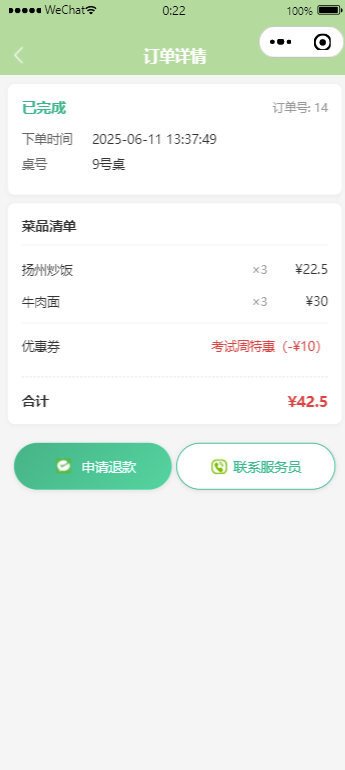 WeChat 0:22 100%
订单详情
已完成 订单号: 14
下单时间 2025-06-11 13:37:49
桌号 9号桌
菜品清单
扬州炒饭 ×3 ¥22.5
牛肉面 ×3 ¥30
优惠券 考试周特惠（-¥10）
合计 ¥42.5
申请退款 联系服务员